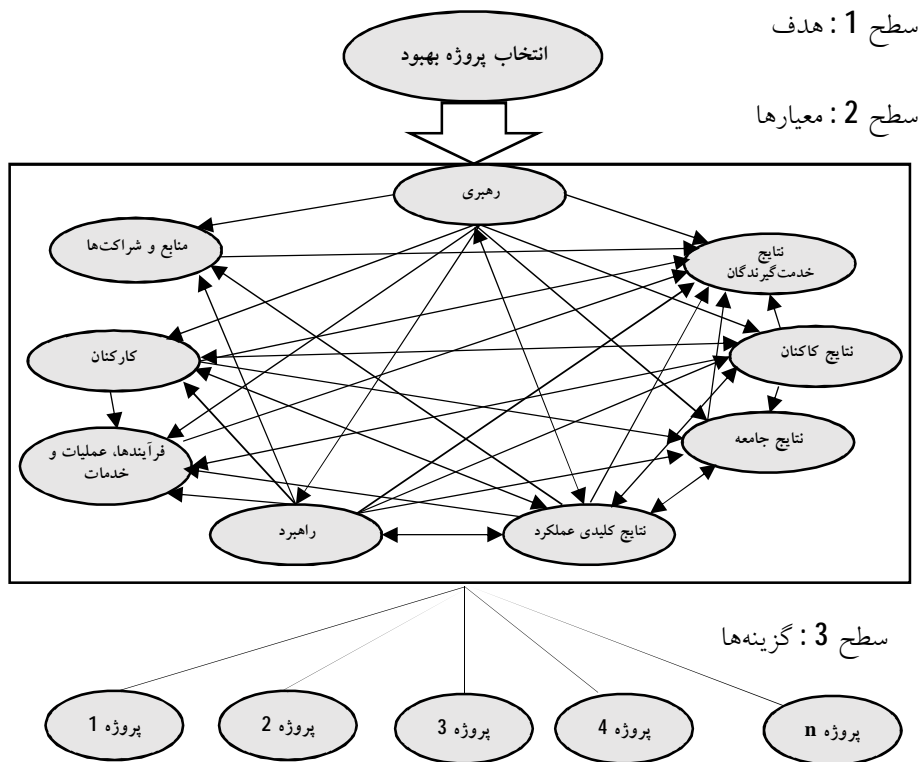 سطح 1 : هدف
انتخاب پروژه بهبود
سطح 2 : معیارها
رهبری
منابع و شراکت‌ها
نتایج
خدمت‌گیرندگان
کارکنان
نتایج کاکنان
فرآیندها، عملیات و
خدمات
نتایج جامعه
راهبرد
نتایج کلیدی عملکرد
سطح 3 : گزینه‌ها
پروژه 1
پروژه 2
پروژه 3
پروژه 4
پروژه n